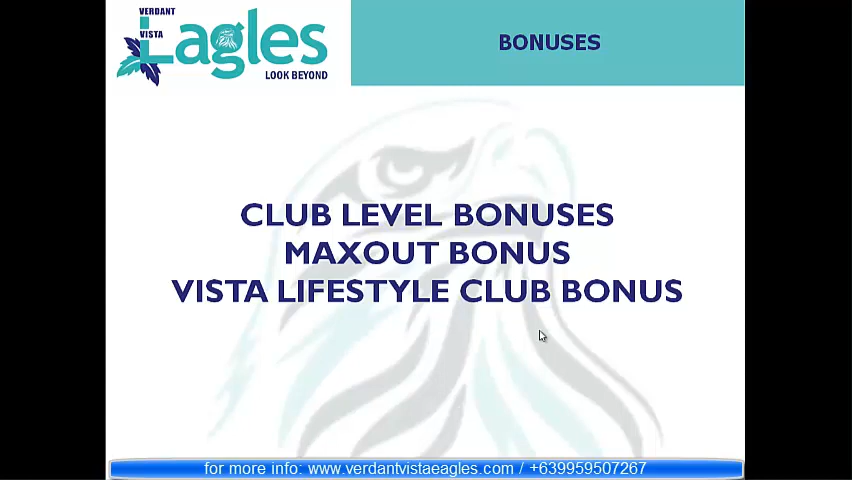 VERDANT
VISTA
Eagles
LOOK BEYOND
BONUSES
CLUB LEVEL BONUSES
MAXOUT BONUS
VISTA LIFESTYLE CLUB BONUS
for more info: www.verdantvistaeagles.com / +639959507267